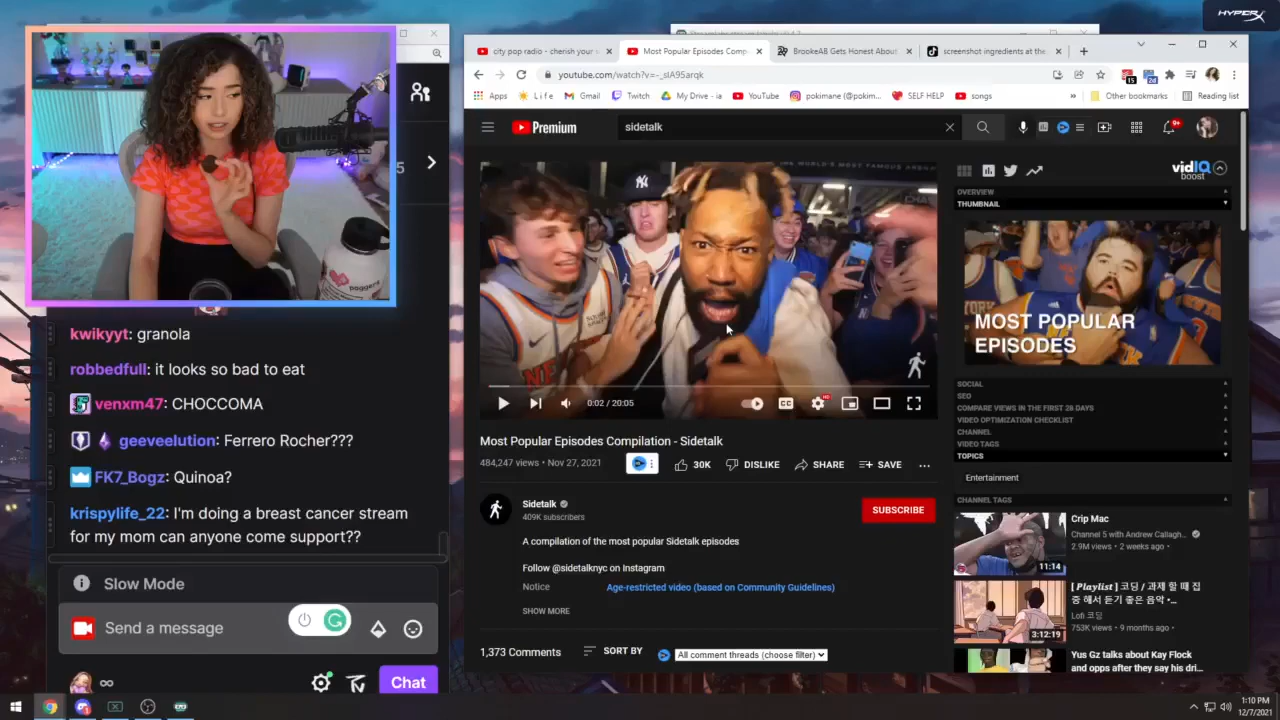 HYPERX
city pop radio - cherish your
Most Popular Episodes Comp
BrookeAB Gets Honest About
screenshot ingredients at the
youtube.com/watch?v=-_sIA95arqk
15
2d
Apps
L i f e
Gmail
Twitch
My Drive - ia
YouTube
pokimane (@pokim...
SELF HELP
songs
»
Other bookmarks
Reading list
Premium
sidetalk
9+
5
poggers
NEW YORK
MOST POPULAR
EPISODES
vidIQ
boost
OVERVIEW
THUMBNAIL
0:02 / 20:05
CC
HD
Most Popular Episodes Compilation - Sidetalk
484,247 views • Nov 27, 2021
30K
DISLIKE
SHARE
SAVE
...
Sidetalk
409K subscribers
SUBSCRIBE
A compilation of the most popular Sidetalk episodes
Follow @sidetalknyc on Instagram
Notice
Age-restricted video (based on Community Guidelines)
SHOW MORE
1,373 Comments
SORT BY
All comment threads (choose filter)
SOCIAL
SEO
COMPARE VIEWS IN THE FIRST 28 DAYS
VIDEO OPTIMIZATION CHECKLIST
CHANNEL
VIDEO TAGS
TOPICS
Entertainment
CHANNEL TAGS
Crip Mac
Channel 5 with Andrew Callagh...
2.9M views • 2 weeks ago •
11:14
[ Playlist ] 코딩 / 과제 할 때 집
중 해서 듣기 좋은 음악 •...
Lofi 코딩
753K views • 9 months ago •
3:12:19
Yus Gz talks about Kay Flock
and opps after they say his dri...
kwikyyt: granola
robbedfull: it looks so bad to eat
venxm47: CHOCCOMA
geeveelution: Ferrero Rocher???
FK7_Bogz: Quinoa?
krispylife_22: I'm doing a breast cancer stream
for my mom can anyone come support??
Slow Mode
Send a message
∞
Chat
1:10 PM
12/7/2021